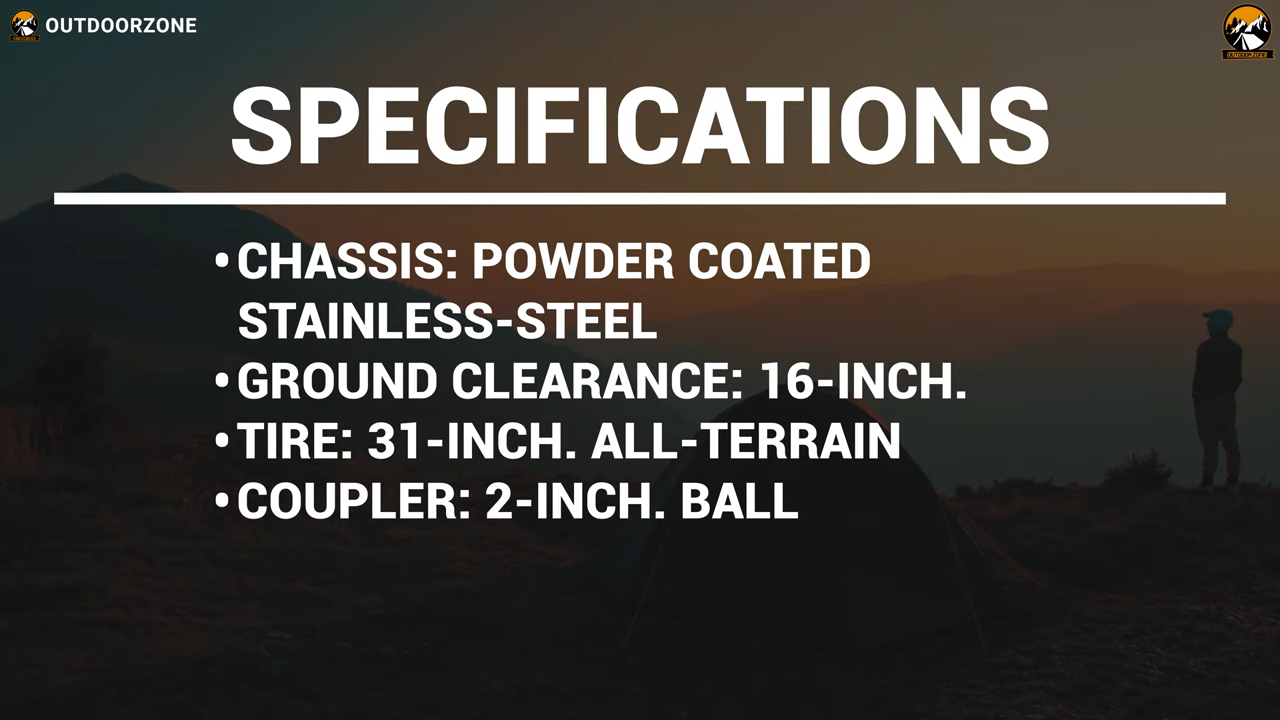 OUTDOORZONE
OUTDOORZONE
SPECIFICATIONS
• CHASSIS: POWDER COATED
STAINLESS-STEEL
• GROUND CLEARANCE: 16-INCH.
• TIRE: 31-INCH. ALL-TERRAIN
• COUPLER: 2-INCH. BALL